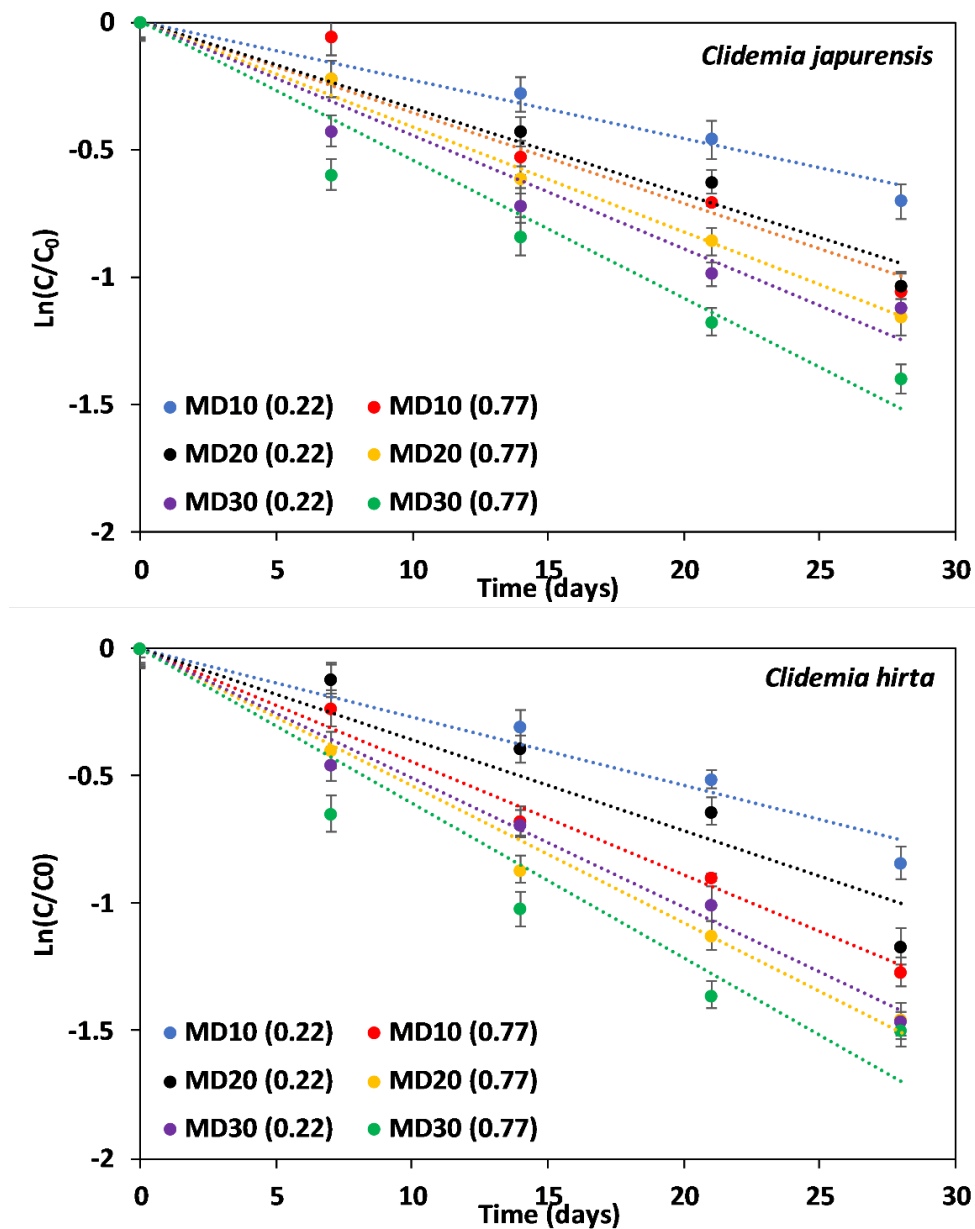 0
-0.5
-1
-1.5
-2
Ln(C/C₀)
Clidemia japurensis
MD10 (0.22) MD10 (0.77)
MD20 (0.22) MD20 (0.77)
MD30 (0.22) MD30 (0.77)
0 5 10 15 20 25 30
Time (days)
0
-0.5
-1
-1.5
-2
Ln(C/C0)
Clidemia hirta
MD10 (0.22) MD10 (0.77)
MD20 (0.22) MD20 (0.77)
MD30 (0.22) MD30 (0.77)
0 5 10 15 20 25 30
Time (days)